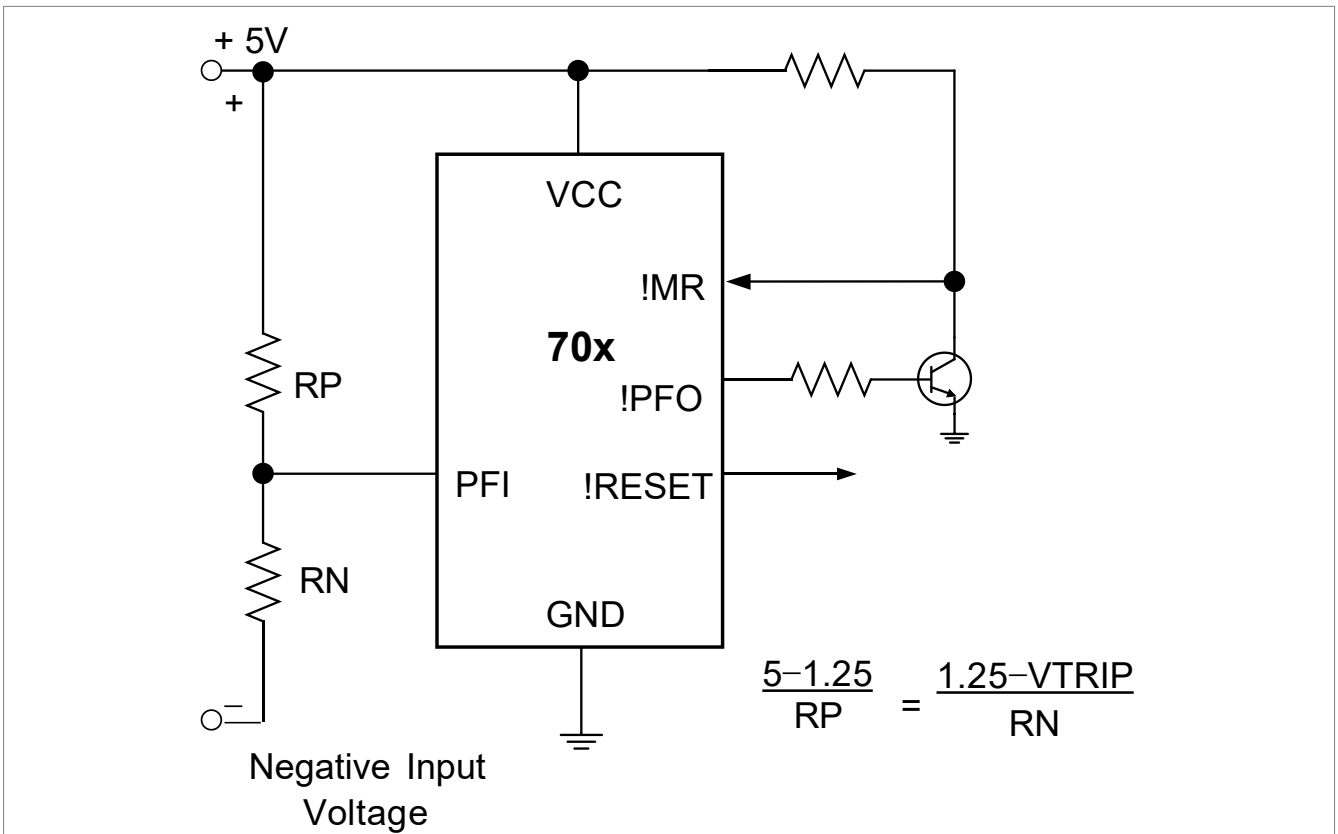 + 5V
+
VCC
!MR
70x
RP
!PFO
PFI
!RESET
RN
GND
5−1.25
RP
=
1.25−VTRIP
RN
−
Negative Input
Voltage